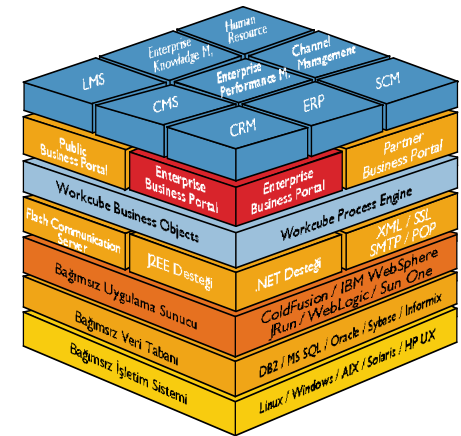 Human
Resource
Enterprise
Knowladge M.
Channel
Management
LMS
Enterprise
Performance M.
SCM
CMS
ERP
CRM
Public
Business Portal
Enterprise
Business Portal
Enterprise
Business Portal
Partner
Business Portal
Workcube Business Objects
Workcube Process Engine
Flash Communication
Server
J2EE Desteği
.NET Desteği
XML / SSL
SMTP / POP
Bağımsız Uygulama Sunucu
ColdFusion / IBM WebSphere
JRun / WebLogic / Sun One
Bağımsız Veri Tabanı
DB2 / MS SQL / Oracle / Sybase / Informix
Bağımsız İşletim Sistemi
Linux / Windows / AIX / Solaris / HP UX